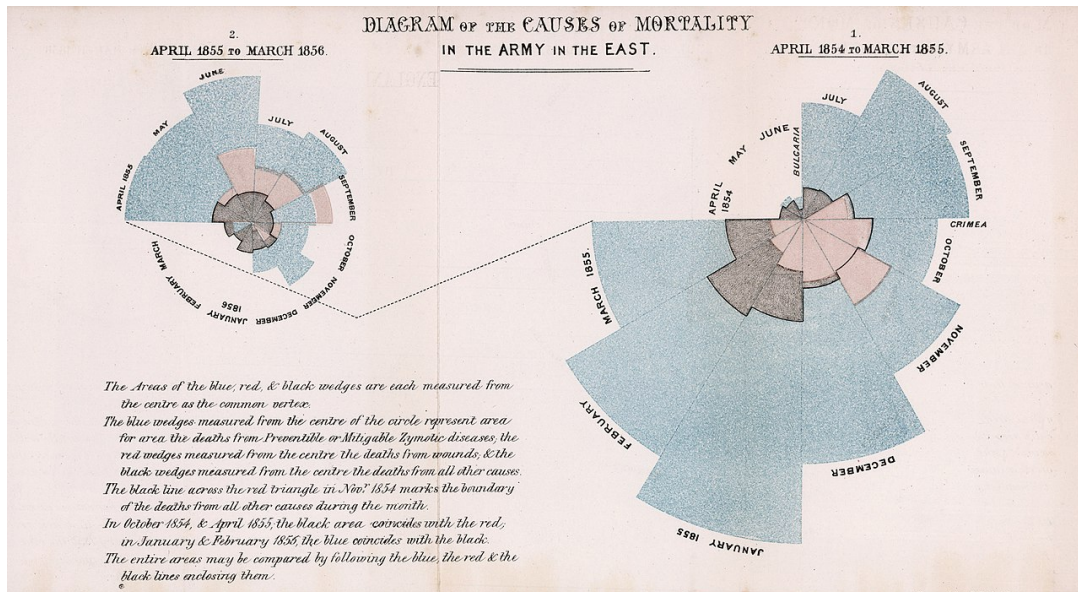 DIAGRAM OF THE CAUSES OF MORTALITY
IN THE ARMY IN THE EAST.
2.
APRIL 1855 TO MARCH 1856.
1.
APRIL 1854 TO MARCH 1855.
APRIL 1855
MAY
JUNE
JULY
AUGUST
SEPTEMBER
OCTOBER
NOVEMBER
DECEMBER
JANUARY 1856
FEBRUARY
MARCH
APRIL 1854
MAY
JUNE
BULGARIA
JULY
AUGUST
SEPTEMBER
CRIMEA
OCTOBER
NOVEMBER
DECEMBER
JANUARY 1855
FEBRUARY
MARCH 1855.
The Areas of the blue, red, & black wedges are each measured from
the centre as the common vertex.
The blue wedges measured from the centre of the circle represent area
for area the deaths from Preventible or Mitigable Zymotic diseases; the
red wedges measured from the centre the deaths from wounds; & the
black wedges measured from the centre the deaths from all other causes.
The black line across the red triangle in Novr. 1854 marks the boundary
of the deaths from all other causes during the month.
In October 1854, & April 1855, the black area coincides with the red;
in January & February 1856, the blue coincides with the black.
The entire areas may be compared by following the blue, the red & the
black lines enclosing them.